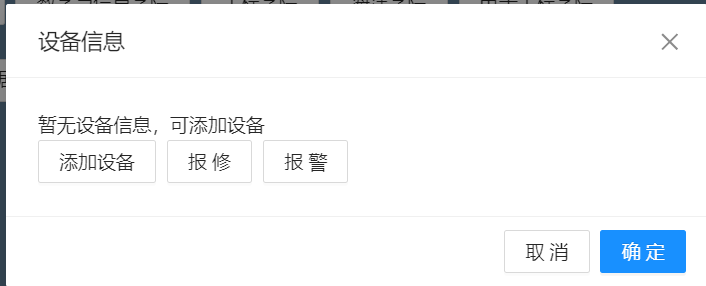 设备信息
暂无设备信息，可添加设备
添加设备 报 修 报 警
取 消 确 定